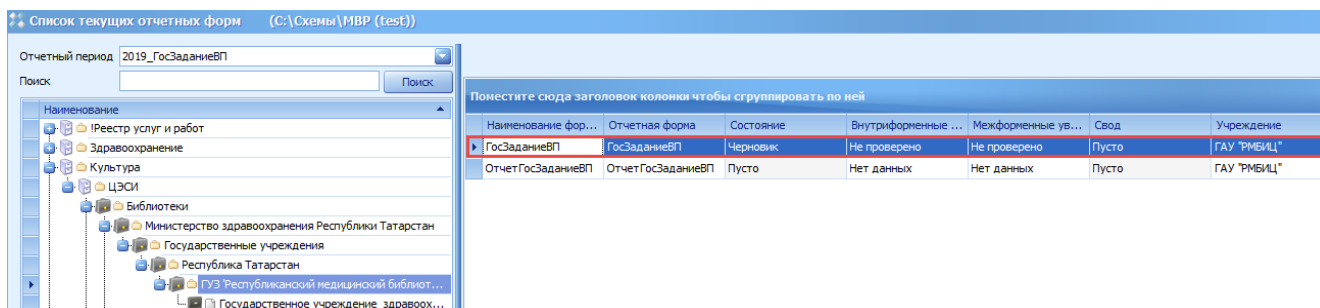 Список текущих отчетных форм (C:\Схемы\МВР (test))
Отчетный период 2019_ГосЗаданиеВП
Поиск Поиск
Наименование
!Реестр услуг и работ
Здравоохранение
Культура
ЦЭСИ
Библиотеки
Министерство здравоохранения Республики Татарстан
Государственные учреждения
Республика Татарстан
ГУЗ "Республиканский медицинский библиот...
Государственное учреждение здравоох...
Поместите сюда заголовок колонки чтобы сгруппировать по ней
Наименование фор... Отчетная форма Состояние Внутриформенные ... Межформенные ув... Свод Учреждение
ГосЗаданиеВП ГосЗаданиеВП Черновик Не проверено Не проверено Пусто ГАУ "РМБИЦ"
ОтчетГосЗаданиеВП ОтчетГосЗаданиеВП Пусто Нет данных Нет данных Пусто ГАУ "РМБИЦ"